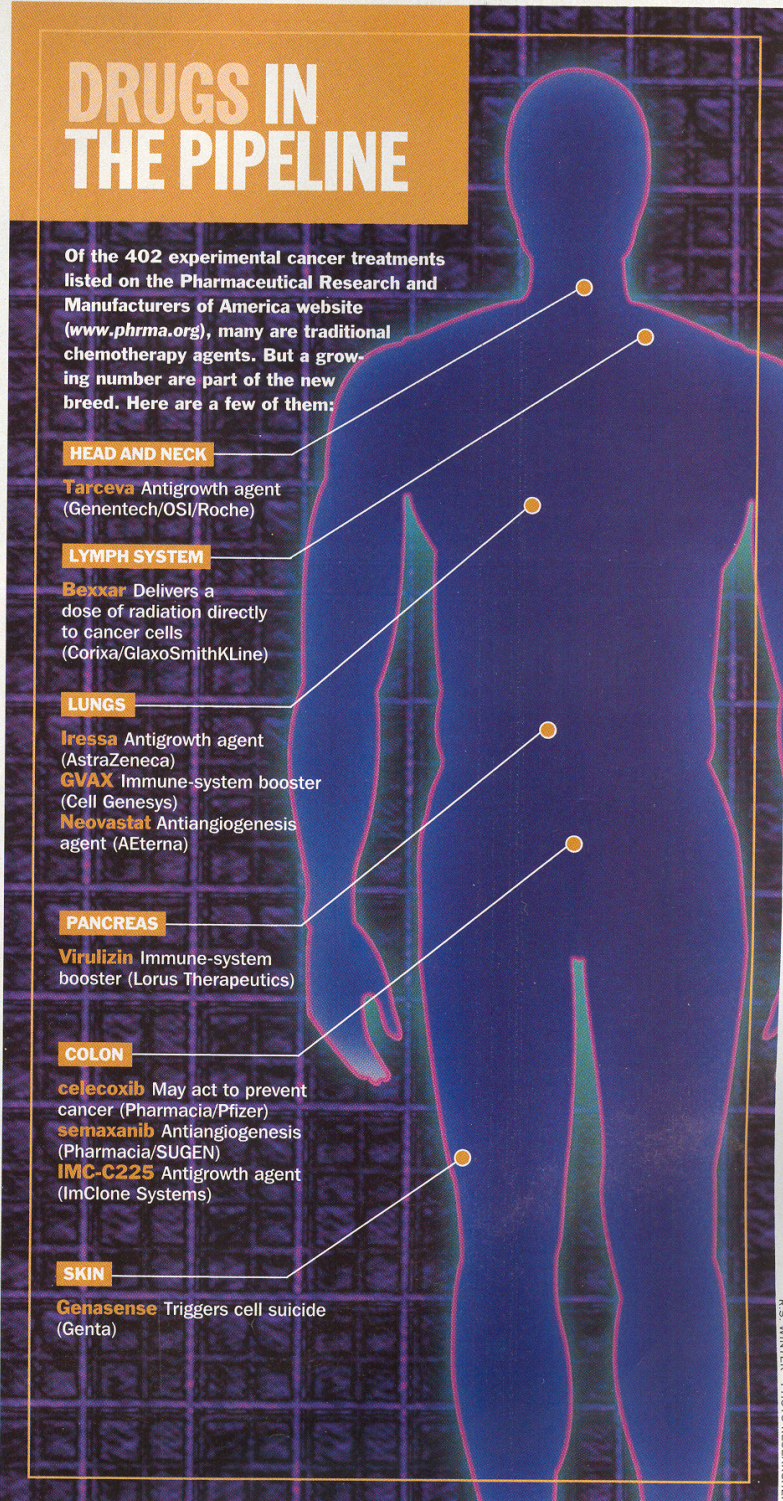 DRUGS IN
THE PIPELINE
Of the 402 experimental cancer treatments
listed on the Pharmaceutical Research and
Manufacturers of America website
(www.phrma.org), many are traditional
chemotherapy agents. But a grow-
ing number are part of the new
breed. Here are a few of them:
HEAD AND NECK
Tarceva Antigrowth agent
(Genentech/OSI/Roche)
LYMPH SYSTEM
Bexxar Delivers a
dose of radiation directly
to cancer cells
(Corixa/GlaxoSmithKLine)
LUNGS
Iressa Antigrowth agent
(AstraZeneca)
GVAX Immune-system booster
(Cell Genesys)
Neovastat Antiangiogenesis
agent (AEterna)
PANCREAS
Virulizin Immune-system
booster (Lorus Therapeutics)
COLON
celecoxib May act to prevent
cancer (Pharmacia/Pfizer)
semaxanib Antiangiogenesis
(Pharmacia/SUGEN)
IMC-C225 Antigrowth agent
(ImClone Systems)
SKIN
Genasense Triggers cell suicide
(Genta)